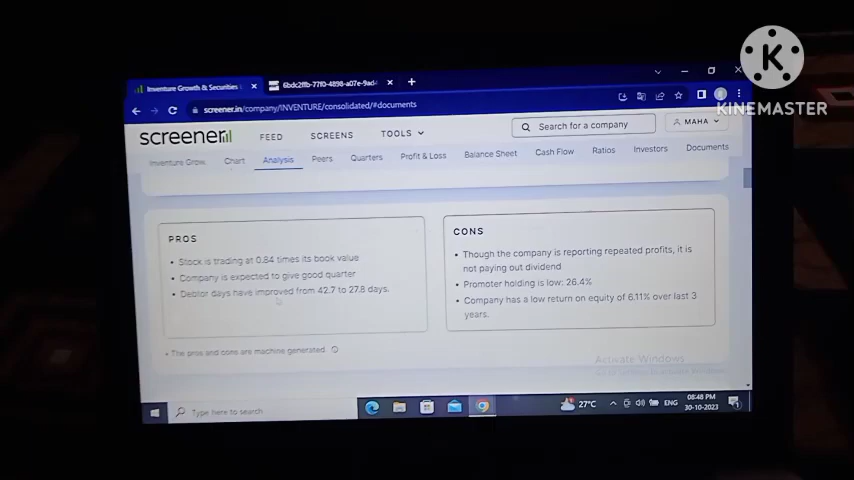 K
KINEMASTER
Inventure Growth & Securities
6bdc2ffb-77f0-4898-a07e-9ad
screener.in/company/INVENTURE/consolidated/#documents
screener
FEED
SCREENS
TOOLS
Search for a company
MAHA
Inventure Grow.
Chart
Analysis
Peers
Quarters
Profit & Loss
Balance Sheet
Cash Flow
Ratios
Investors
Documents
PROS
Stock is trading at 0.84 times its book value
Company is expected to give good quarter
Debtor days have improved from 42.7 to 27.8 days.
CONS
Though the company is reporting repeated profits, it is
not paying out dividend
Promoter holding is low: 26.4%
Company has a low return on equity of 6.11% over last 3
years.
The pros and cons are machine generated.
Activate Windows
Type here to search
27°C
ENG
08:48 PM
30-10-2023